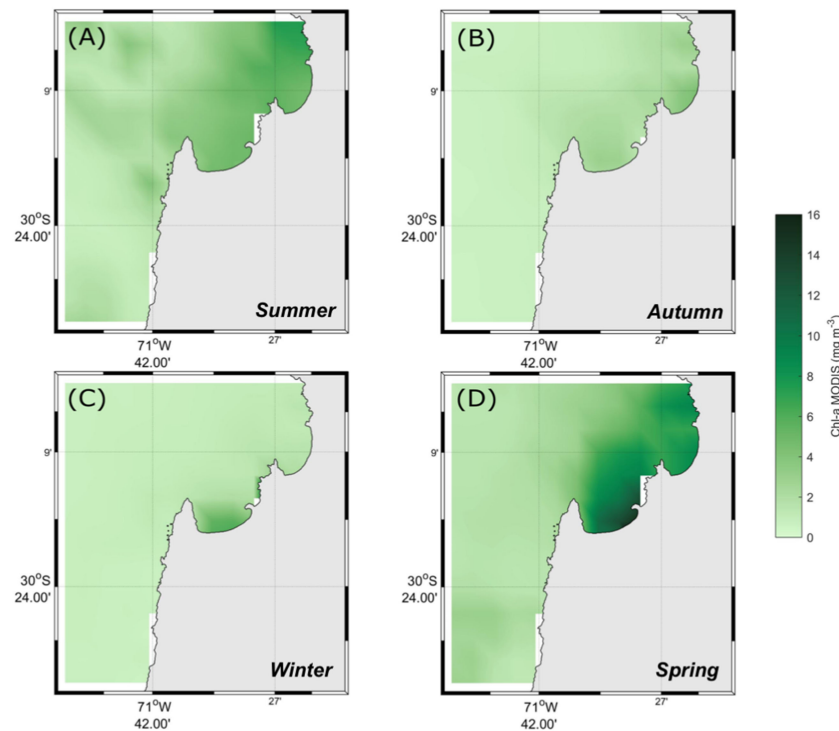 (A)
9'
30°S
24.00'
Summer
71°W
42.00'
27'
(B)
9'
30°S
24.00'
Autumn
71°W
42.00'
27'
(C)
9'
30°S
24.00'
Winter
71°W
42.00'
27'
(D)
9'
30°S
24.00'
Spring
71°W
42.00'
27'
16
14
12
10
8
6
4
2
0
Chl-a MODIS (mg m⁻³)